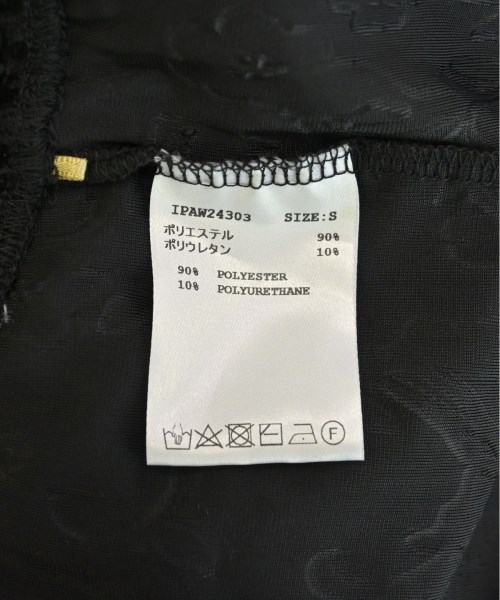 IPAW24303 SIZE:S
ポリエステル 90%
ポリウレタン 10%
90% POLYESTER
10% POLYURETHANE
F